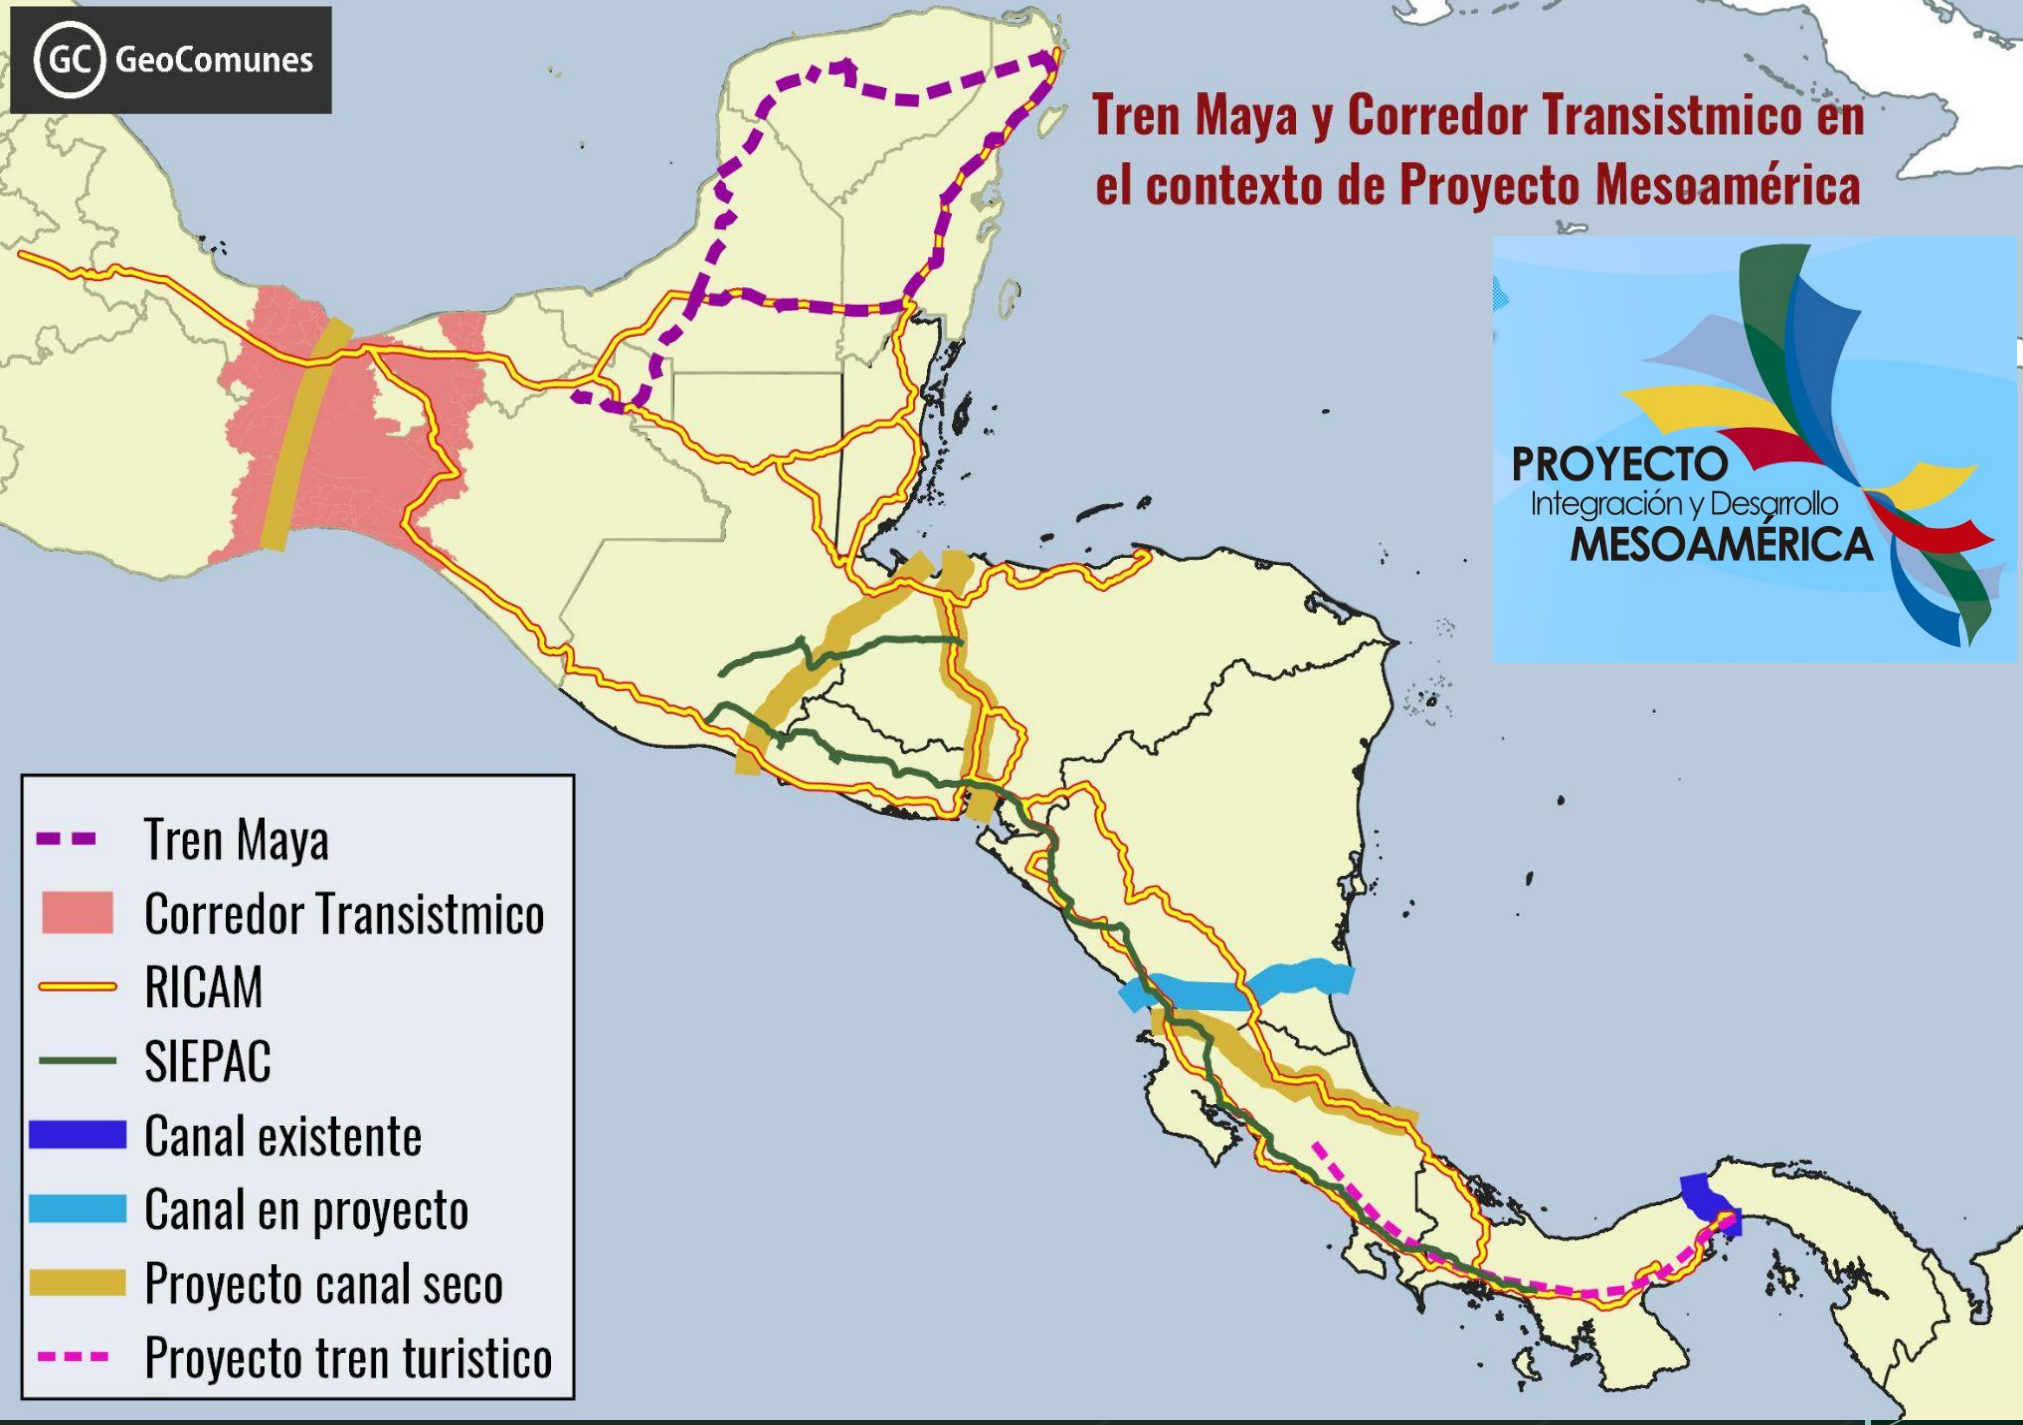 GC GeoComunes
Tren Maya y Corredor Transistmico en
el contexto de Proyecto Mesoamérica
PROYECTO
Integración y Desarrollo
MESOAMÉRICA
Tren Maya
Corredor Transistmico
RICAM
SIEPAC
Canal existente
Canal en proyecto
Proyecto canal seco
Proyecto tren turistico